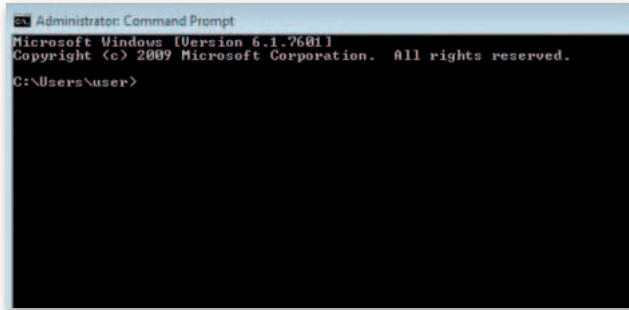 Administrator: Command Prompt
Microsoft Windows [Version 6.1.7601]
Copyright (c) 2009 Microsoft Corporation.  All rights reserved.
C:\Users\user>